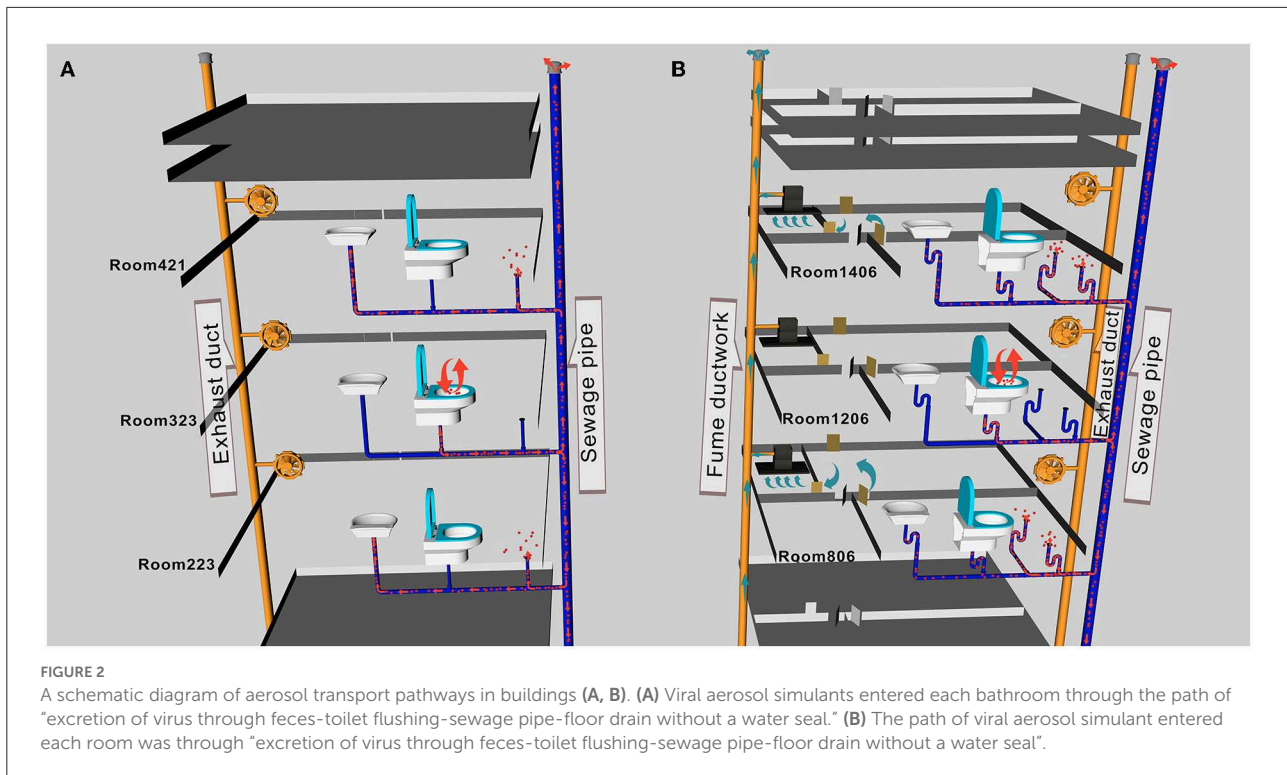 A
B
Room421
Room1406
Exhaust duct
Sewage pipe
Fume ductwork
Exhaust duct
Sewage pipe
Room323
Room1206
Room223
Room806
FIGURE 2
A schematic diagram of aerosol transport pathways in buildings (A, B). (A) Viral aerosol simulants entered each bathroom through the path of
“excretion of virus through feces-toilet flushing-sewage pipe-floor drain without a water seal.” (B) The path of viral aerosol simulant entered
each room was through “excretion of virus through feces-toilet flushing-sewage pipe-floor drain without a water seal”.